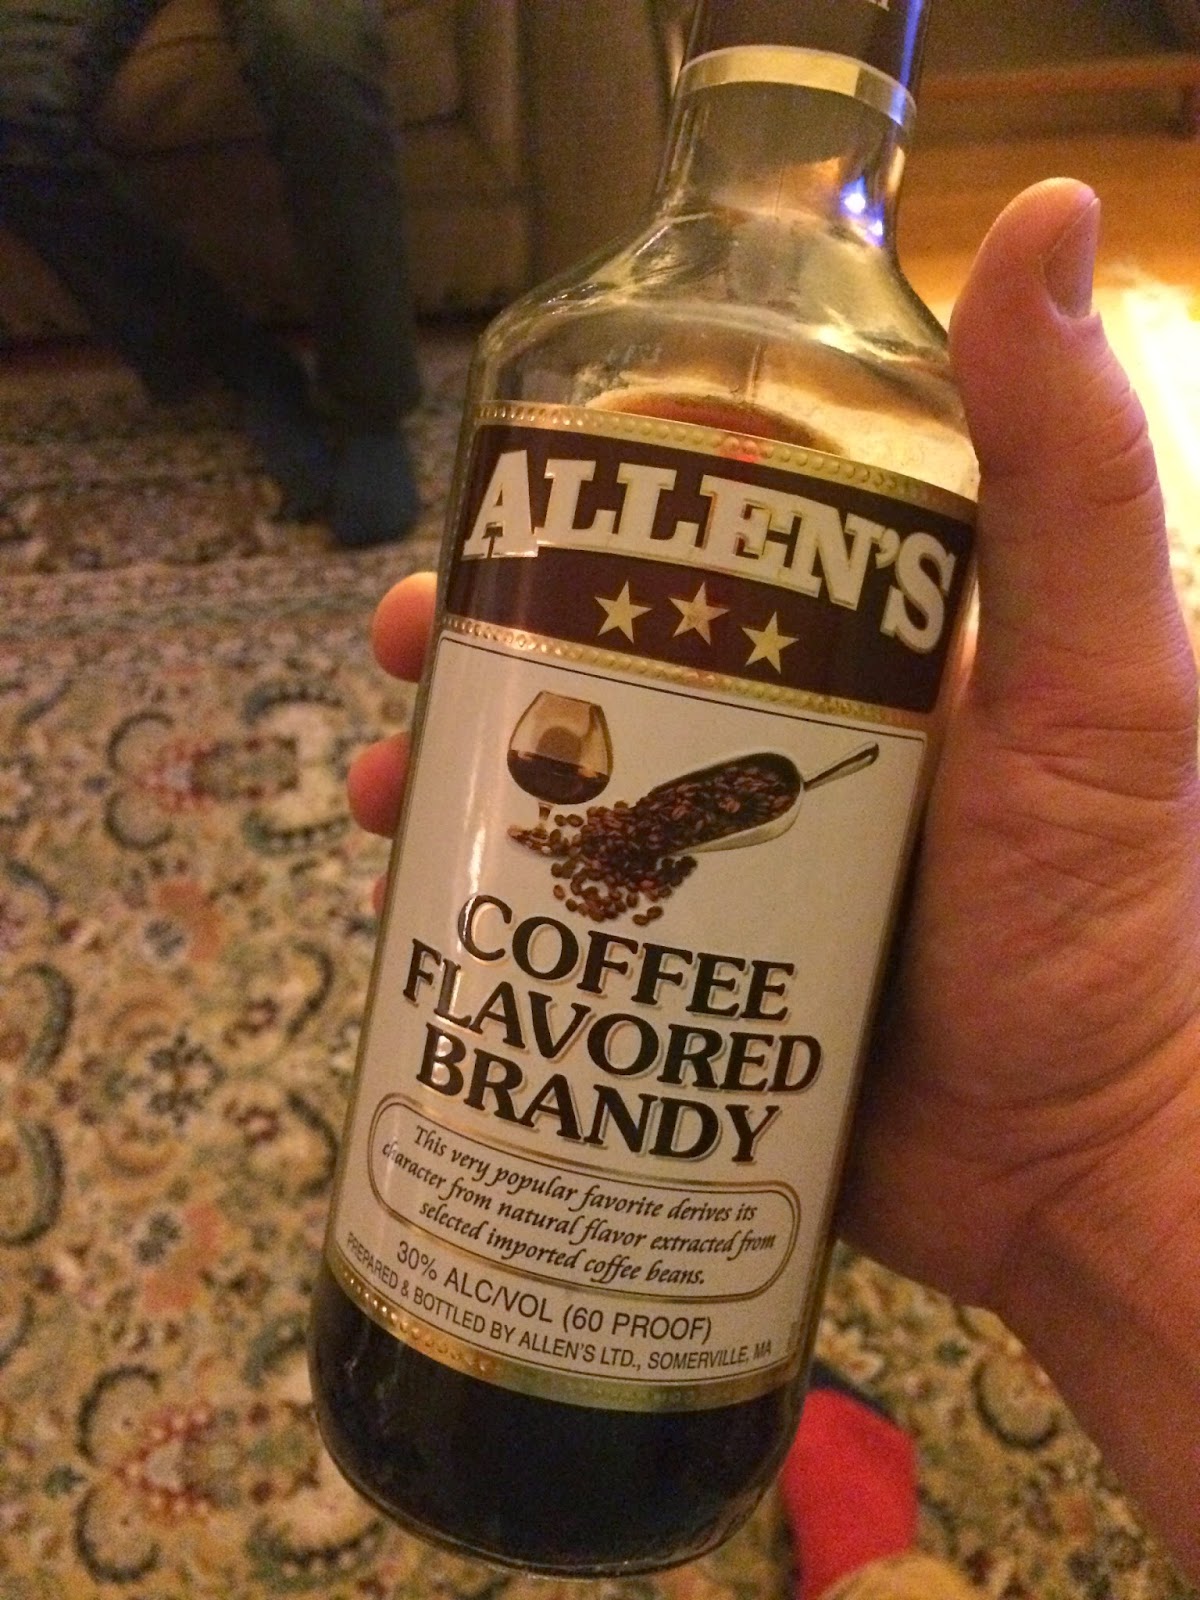 ALLEN'S
COFFEE
FLAVORED
BRANDY
This very popular favorite derives its
character from natural flavor extracted from
selected imported coffee beans.
30% ALC/VOL (60 PROOF)
PREPARED & BOTTLED BY ALLEN'S LTD., SOMERVILLE, MA